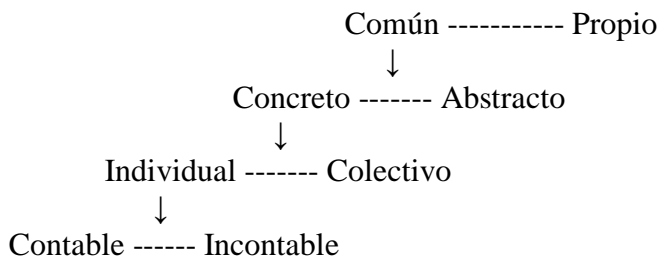 Común ----------- Propio
↓
Concreto ------- Abstracto
↓
Individual ------- Colectivo
↓
Contable ------ Incontable